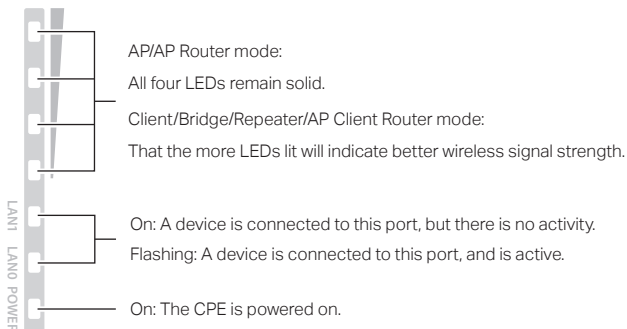 AP/AP Router mode:
All four LEDs remain solid.
Client/Bridge/Repeater/AP Client Router mode:
That the more LEDs lit will indicate better wireless signal strength.
LAN1
On: A device is connected to this port, but there is no activity.
LAN0
Flashing: A device is connected to this port, and is active.
POWER
On: The CPE is powered on.